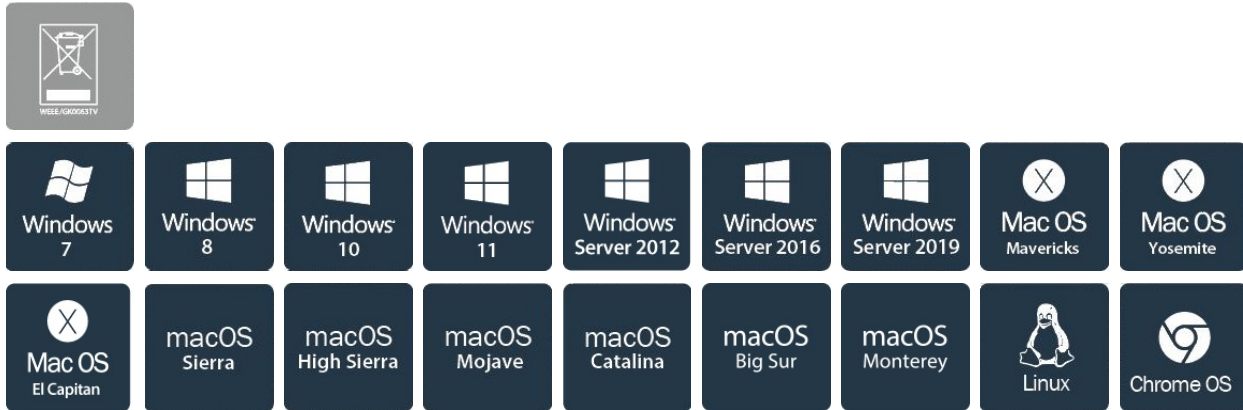 WEEE/GK0063TV
Windows
7
Windows
8
Windows
10
Windows
11
Windows
Server 2012
Windows
Server 2016
Windows
Server 2019
X
Mac OS
Mavericks
X
Mac OS
Yosemite
X
Mac OS
El Capitan
macOS
Sierra
macOS
High Sierra
macOS
Mojave
macOS
Catalina
macOS
Big Sur
macOS
Monterey
Linux
Chrome OS